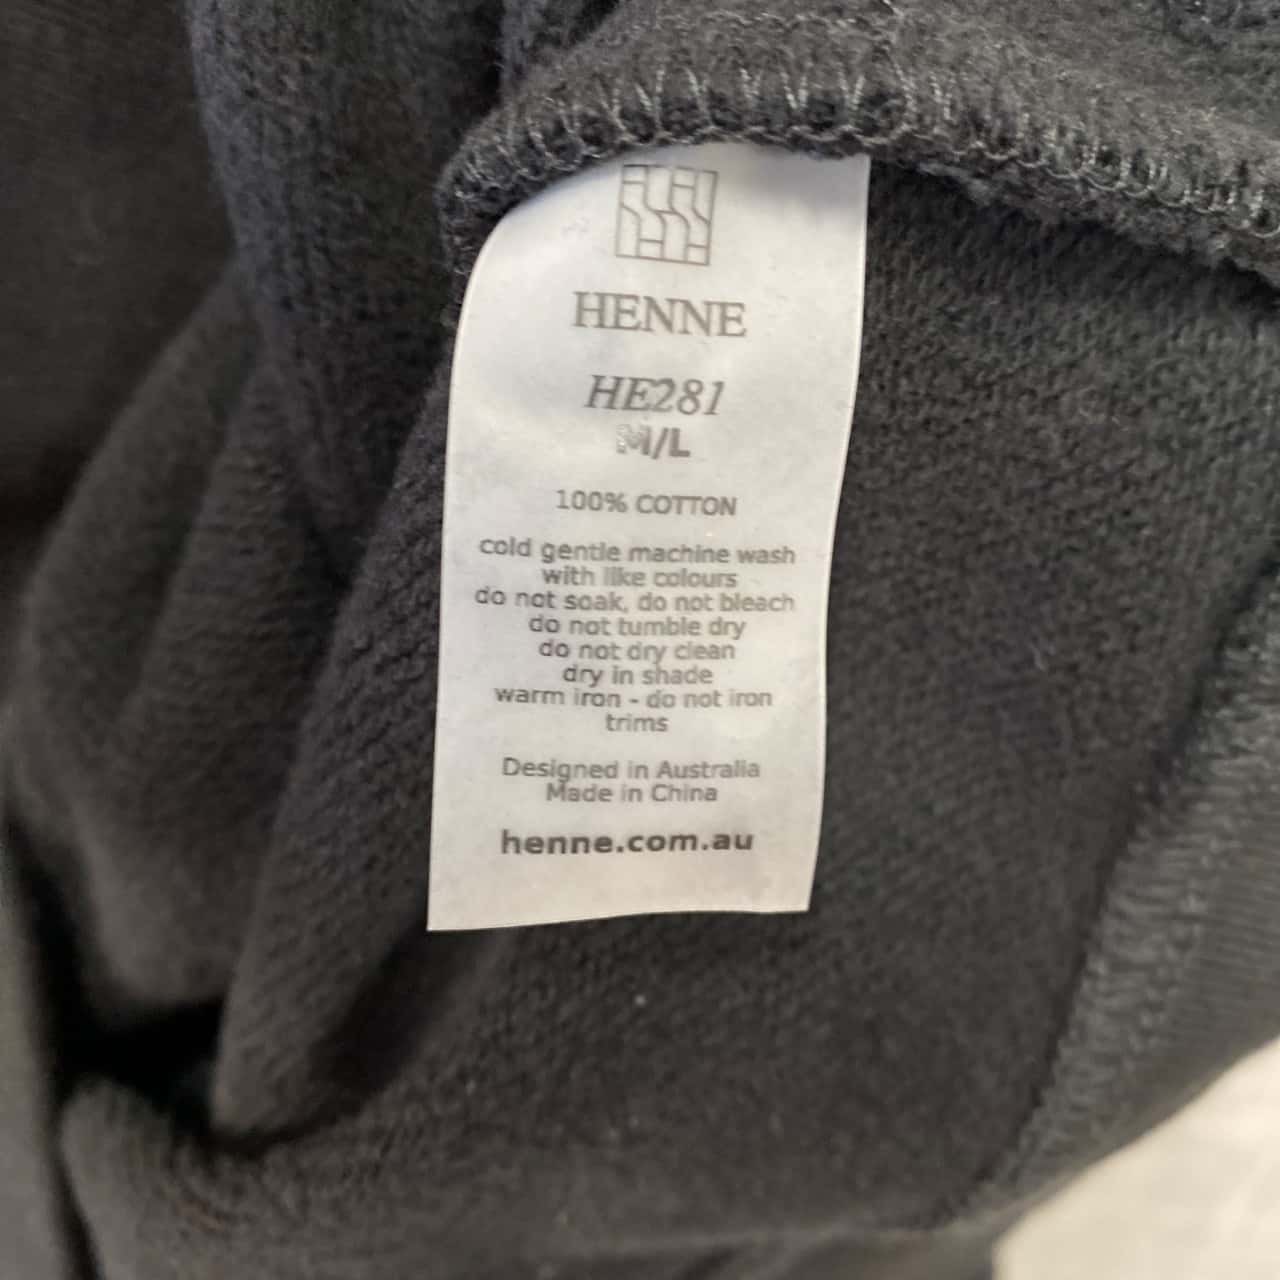 HENNE
HE281
M/L
100% COTTON
cold gentle machine wash
with like colours
do not soak, do not bleach
do not tumble dry
do not dry clean
dry in shade
warm iron - do not iron
trims
Designed in Australia
Made in China
henne.com.au